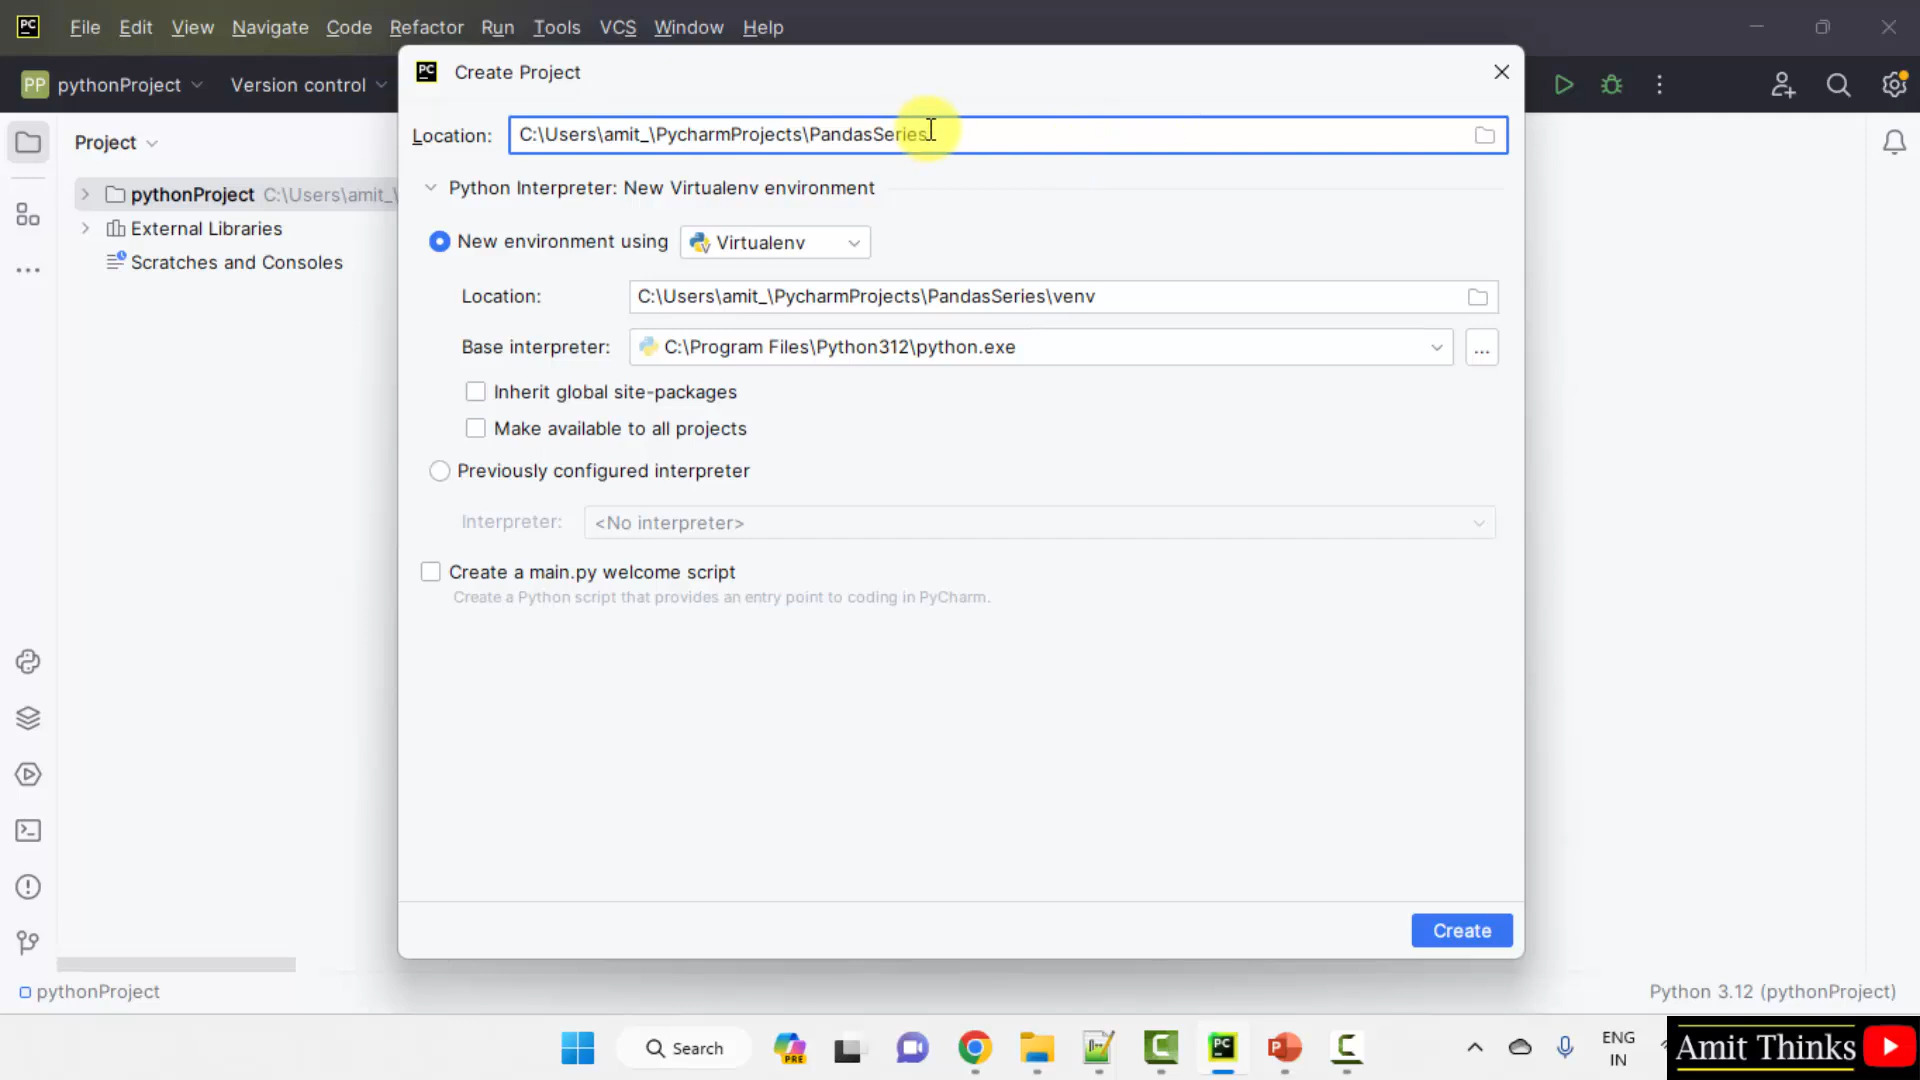 PC File Edit View Navigate Code Refactor Run Tools VCS Window Help
PP pythonProject Version control
PC Create Project
Location: C:\Users\amit_\PycharmProjects\PandasSeries
Project
Python Interpreter: New Virtualenv environment
pythonProject C:\Users\amit_\
External Libraries
New environment using Virtualenv
Scratches and Consoles
Location: C:\Users\amit_\PycharmProjects\PandasSeries\venv
Base interpreter: C:\Program Files\Python312\python.exe ...
Inherit global site-packages
Make available to all projects
Previously configured interpreter
Interpreter: <No interpreter>
Create a main.py welcome script
Create a Python script that provides an entry point to coding in PyCharm.
Create
pythonProject
Python 3.12 (pythonProject)
Search
PRE
PC
ENG
IN
Amit Thinks